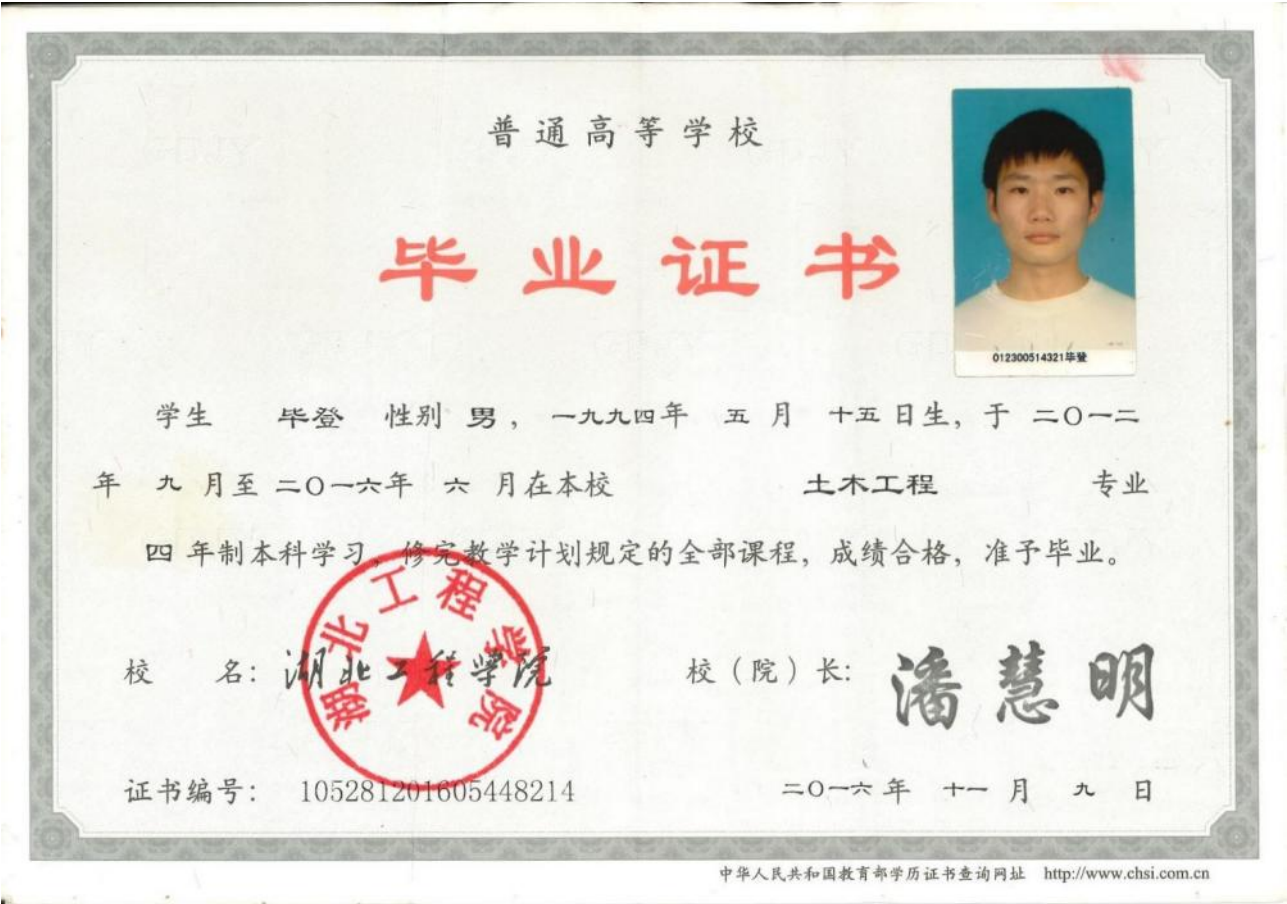 普通高等学校
毕业证书
012300514321毕登
学生 毕登 性别 男，一九九四年 五 月 十五 日生，于 二〇一二
年 九 月至 二〇一六年 六 月在本校 土木工程 专业
四 年制本科学习，修完教学计划规定的全部课程，成绩合格，准予毕业。
湖北工程学院
校 名：湖北工程学院 校（院）长：潘慧明
证书编号：105281201605448214 二〇一六年 十一 月 九 日
中华人民共和国教育部学历证书查询网址 http://www.chsi.com.cn